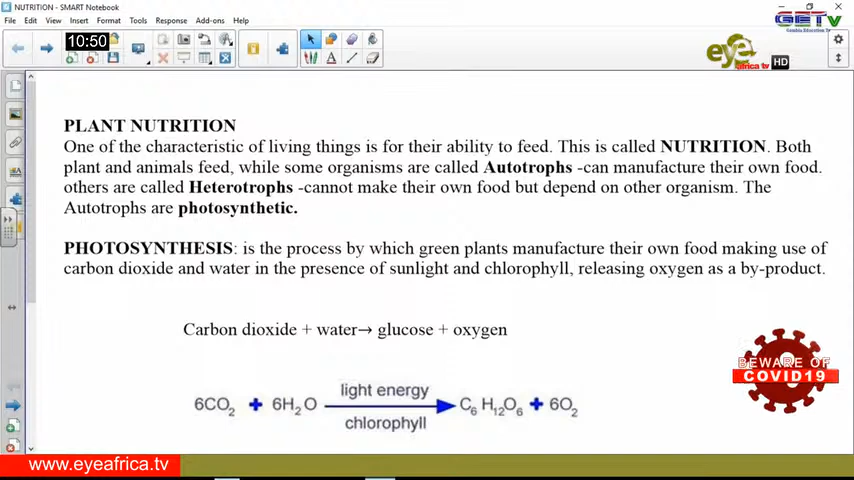 NUTRITION - SMART Notebook
File Edit View Insert Format Tools Response Add-ons Help
10:50
GETV
Gambia Education TV
eye
africa tv HD
PLANT NUTRITION
One of the characteristic of living things is for their ability to feed. This is called NUTRITION. Both
plant and animals feed, while some organisms are called Autotrophs -can manufacture their own food.
others are called Heterotrophs -cannot make their own food but depend on other organism. The
Autotrophs are photosynthetic.
PHOTOSYNTHESIS: is the process by which green plants manufacture their own food making use of
carbon dioxide and water in the presence of sunlight and chlorophyll, releasing oxygen as a by-product.
Carbon dioxide + water→ glucose + oxygen
light energy
6CO₂ + 6H₂O → C₆H₁₂O₆ + 6O₂
chlorophyll
BEWARE OF
COVID19
www.eyeafrica.tv